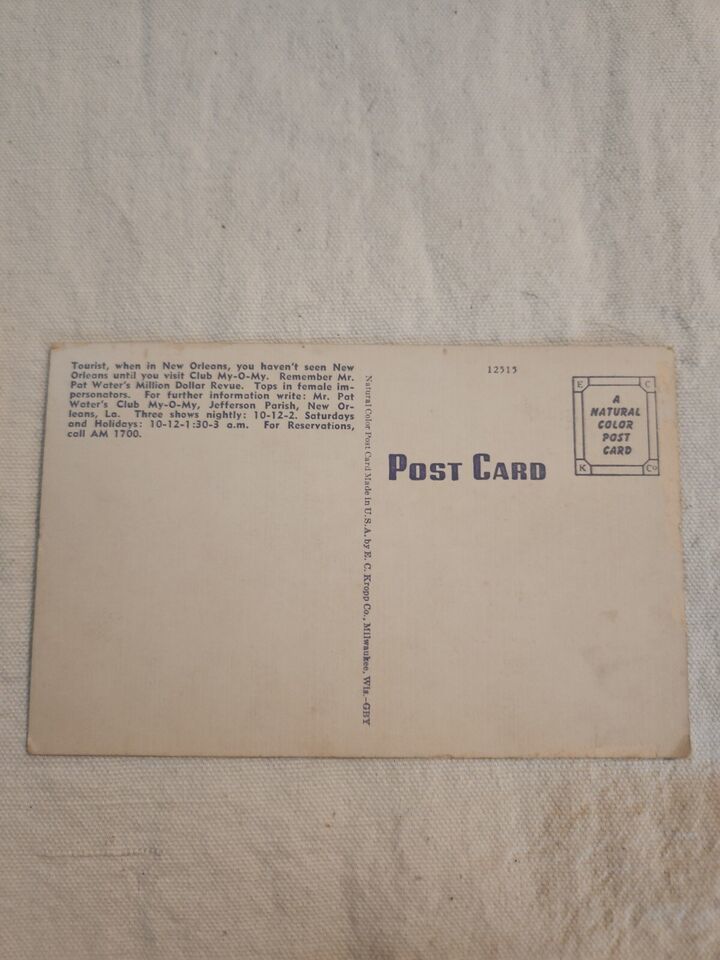 Tourist, when in New Orleans, you haven't seen New
Orleans until you visit Club My-O-My. Remember Mr.
Pat Water's Million Dollar Revue. Tops in female im-
personators. For further information write: Mr. Pat
Water's Club My-O-My, Jefferson Parish, New Or-
leans, La. Three shows nightly: 10-12-2. Saturdays
and Holidays: 10-12-1:30-3 a.m. For Reservations,
call AM 1700.
Natural Color Post Card Made in U. S. A. by E. C. Kropp Co., Milwaukee, Wis.-GBY
12515
POST CARD
E C
A
NATURAL
COLOR
POST
CARD
K Co